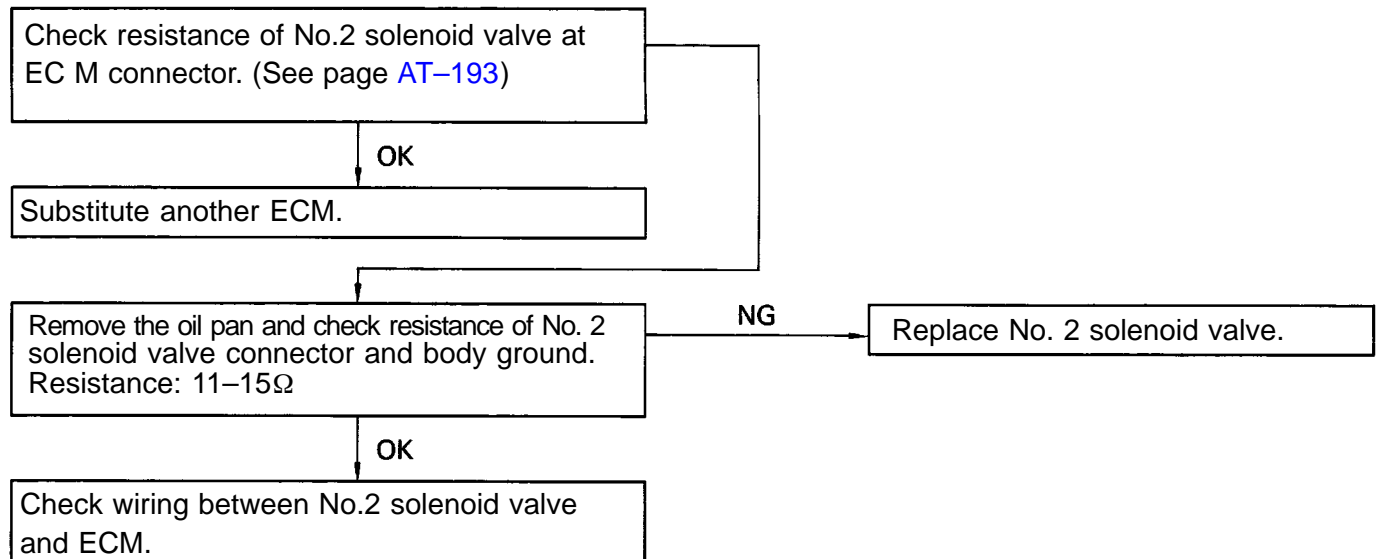 Check resistance of No.2 solenoid valve at
EC M connector. (See page AT–193)
OK
Substitute another ECM.
Remove the oil pan and check resistance of No. 2
solenoid valve connector and body ground.
Resistance: 11–15Ω
NG
Replace No. 2 solenoid valve.
OK
Check wiring between No.2 solenoid valve
and ECM.